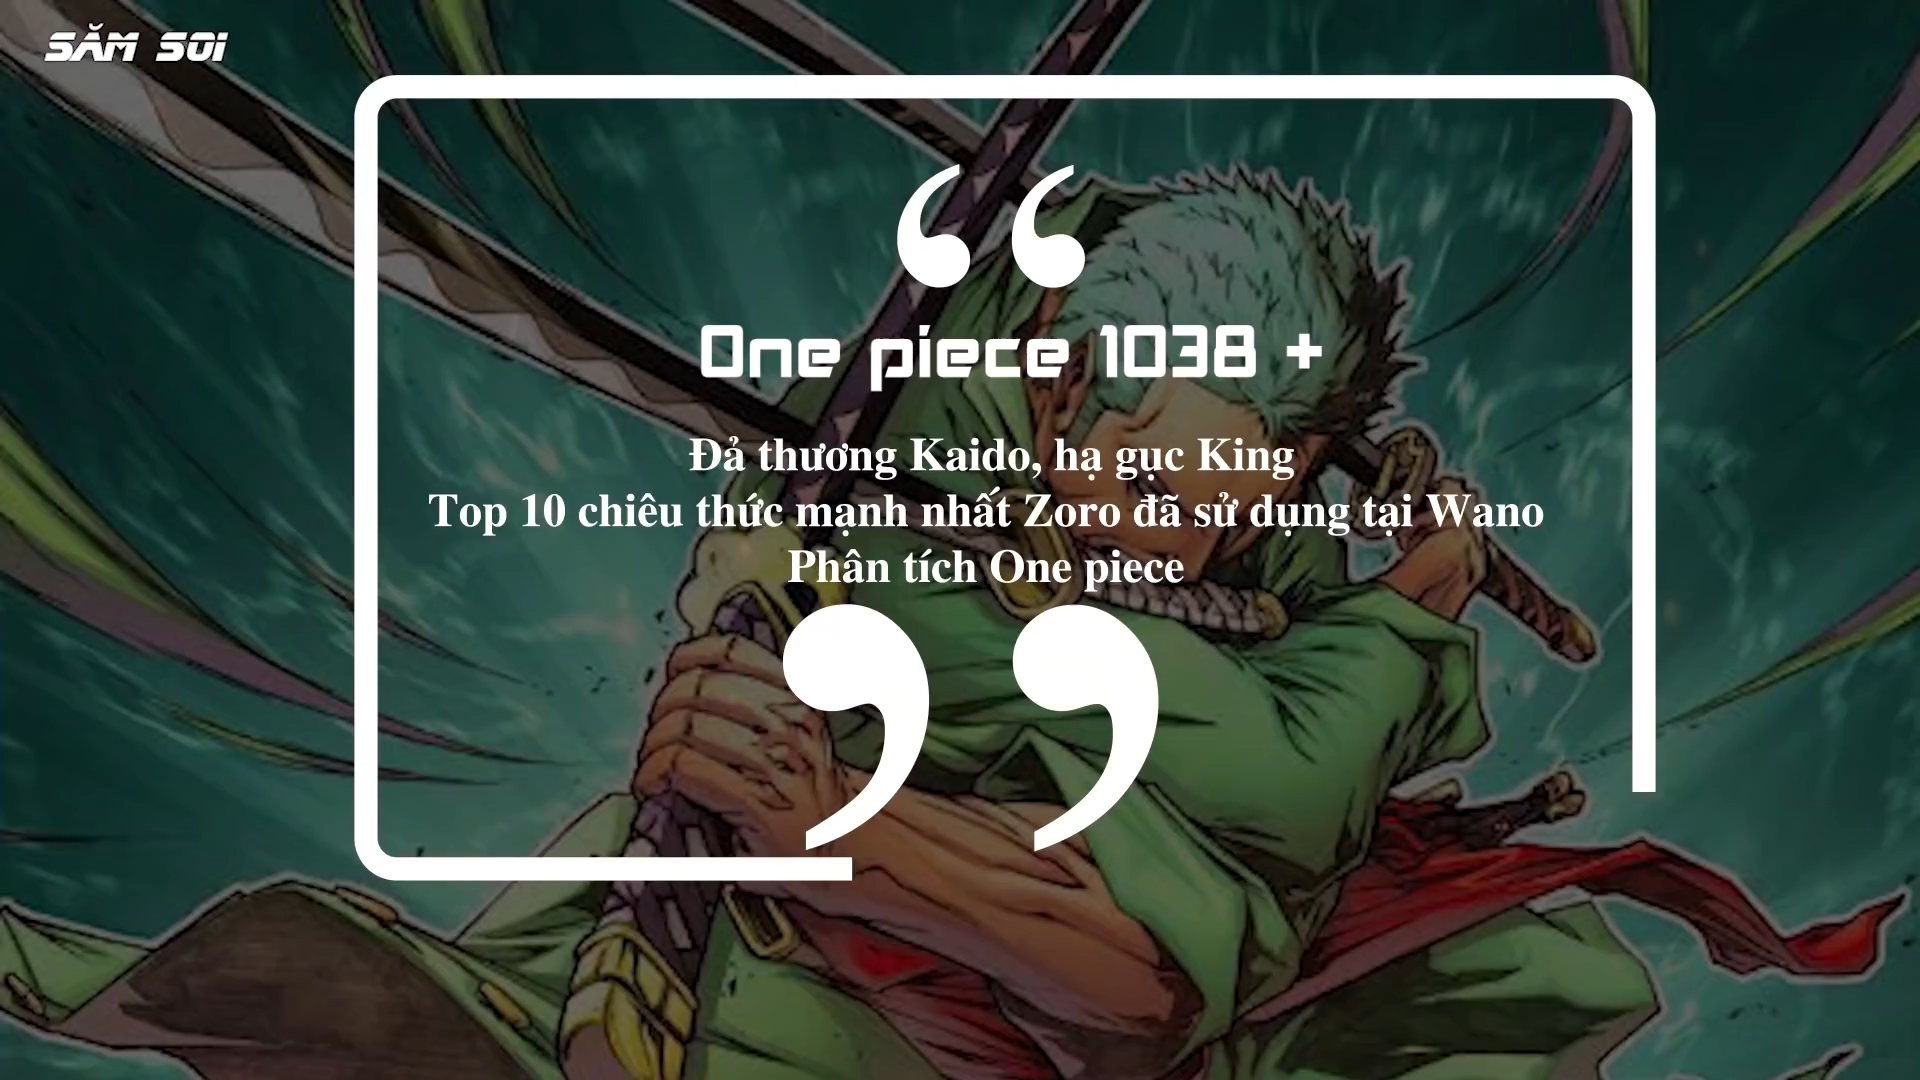 SĂM SOI
One piece 1038 +
Đả thương Kaido, hạ gục King
Top 10 chiêu thức mạnh nhất Zoro đã sử dụng tại Wano
Phân tích One piece